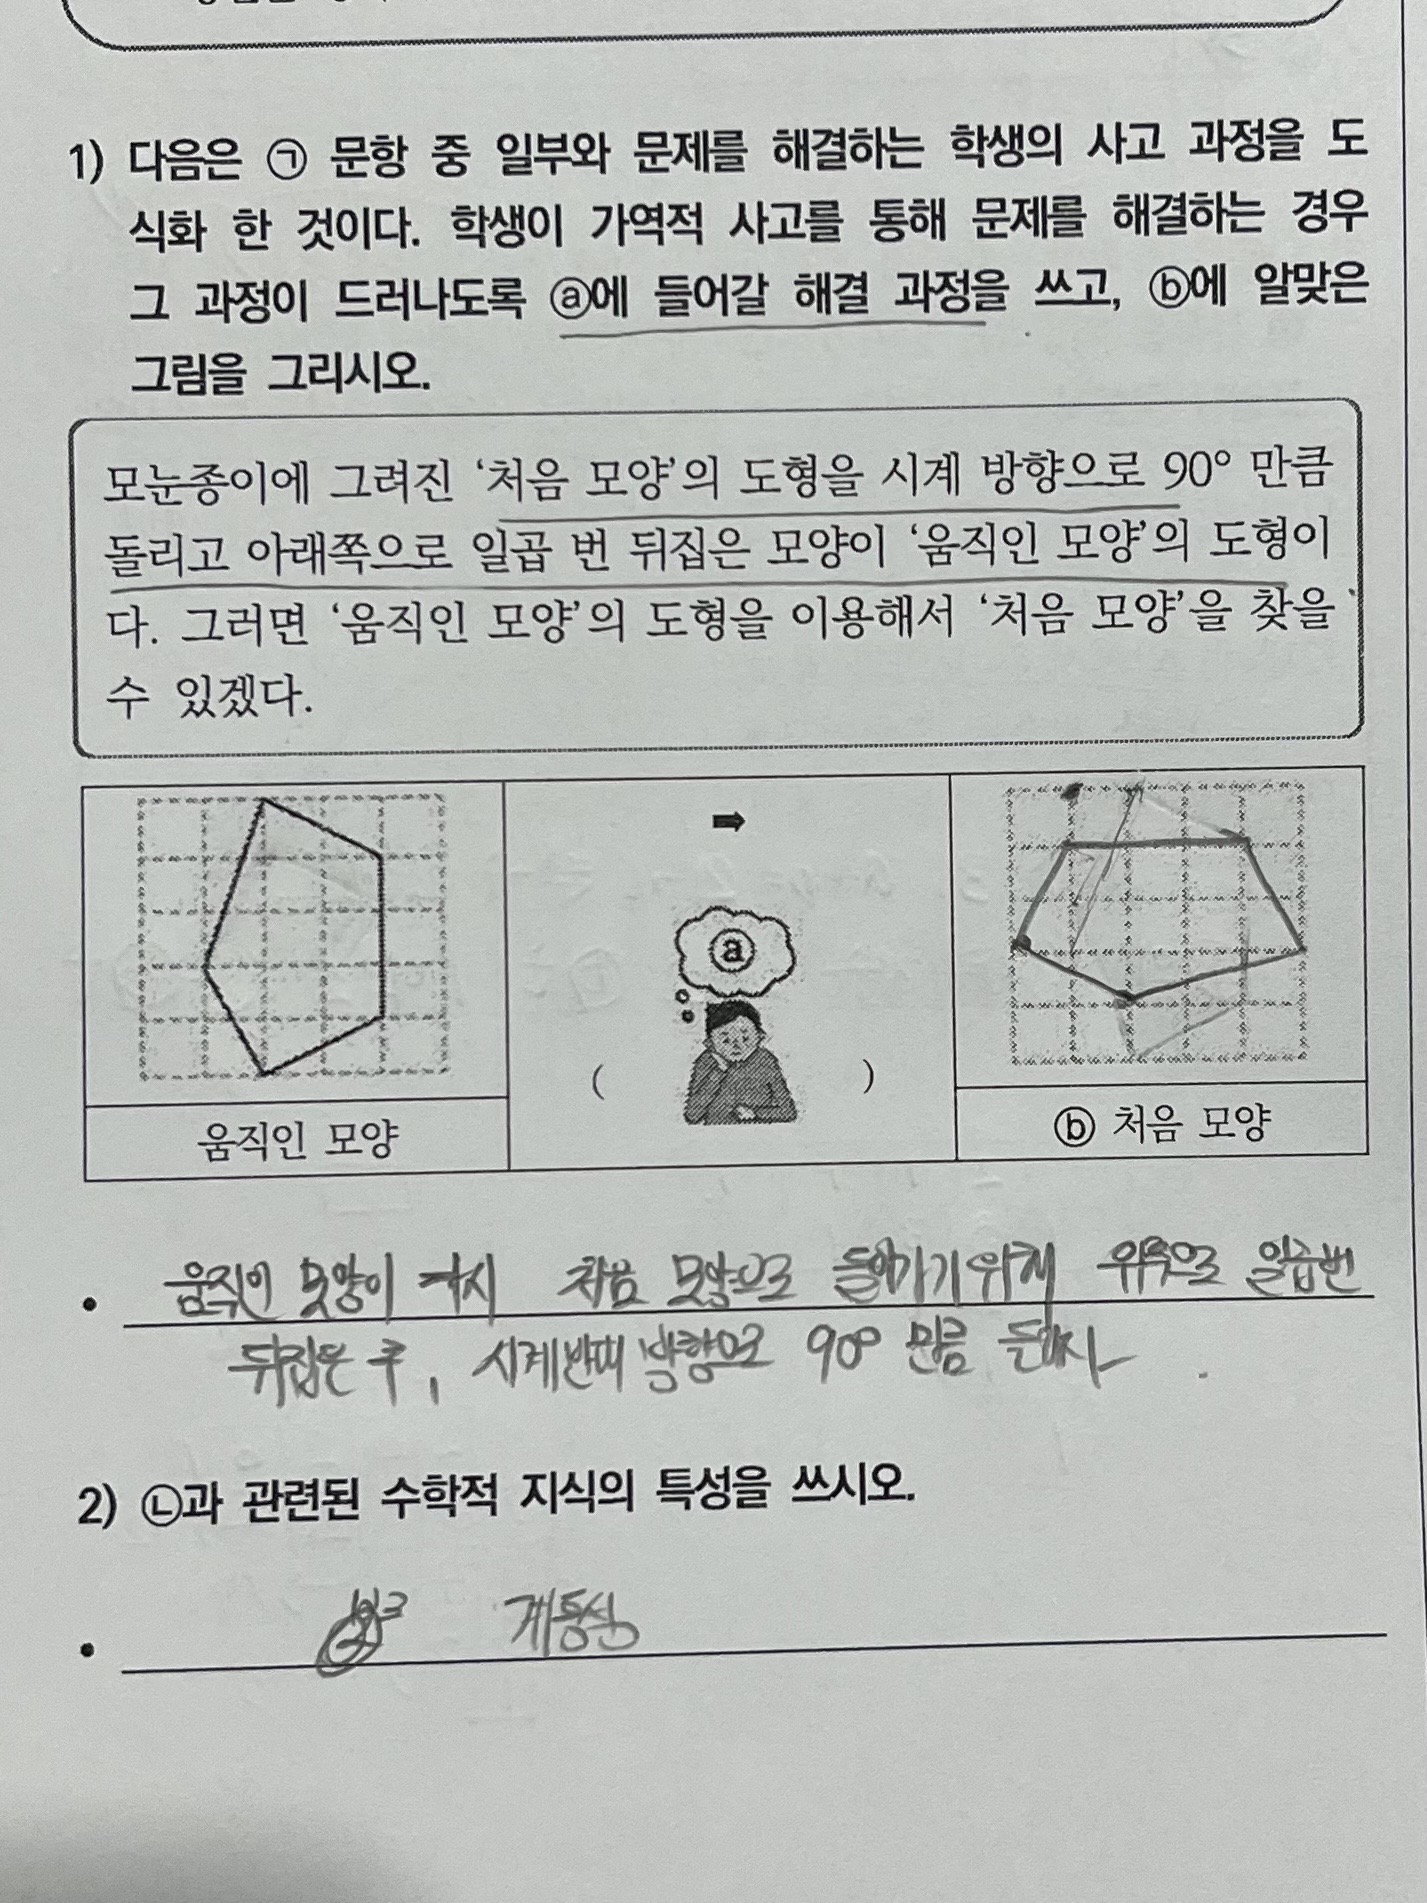 1) 다음은 ㉠ 문항 중 일부와 문제를 해결하는 학생의 사고 과정을 도
식화 한 것이다. 학생이 가역적 사고를 통해 문제를 해결하는 경우
그 과정이 드러나도록 ⓐ에 들어갈 해결 과정을 쓰고, ⓑ에 알맞은
그림을 그리시오.
모눈종이에 그려진 ‘처음 모양’의 도형을 시계 방향으로 90° 만큼
돌리고 아래쪽으로 일곱 번 뒤집은 모양이 ‘움직인 모양’의 도형이
다. 그러면 ‘움직인 모양’의 도형을 이용해서 ‘처음 모양’을 찾을
수 있겠다.
➡
ⓐ
( )
움직인 모양
ⓑ 처음 모양
• 움직인 모양이 다시 처음 모양으로 돌아가기 위해 위쪽으로 일곱번
뒤집은 후, 시계반대 방향으로 90° 만큼 돌리자
2) ㉡과 관련된 수학적 지식의 특성을 쓰시오.
• 계통성